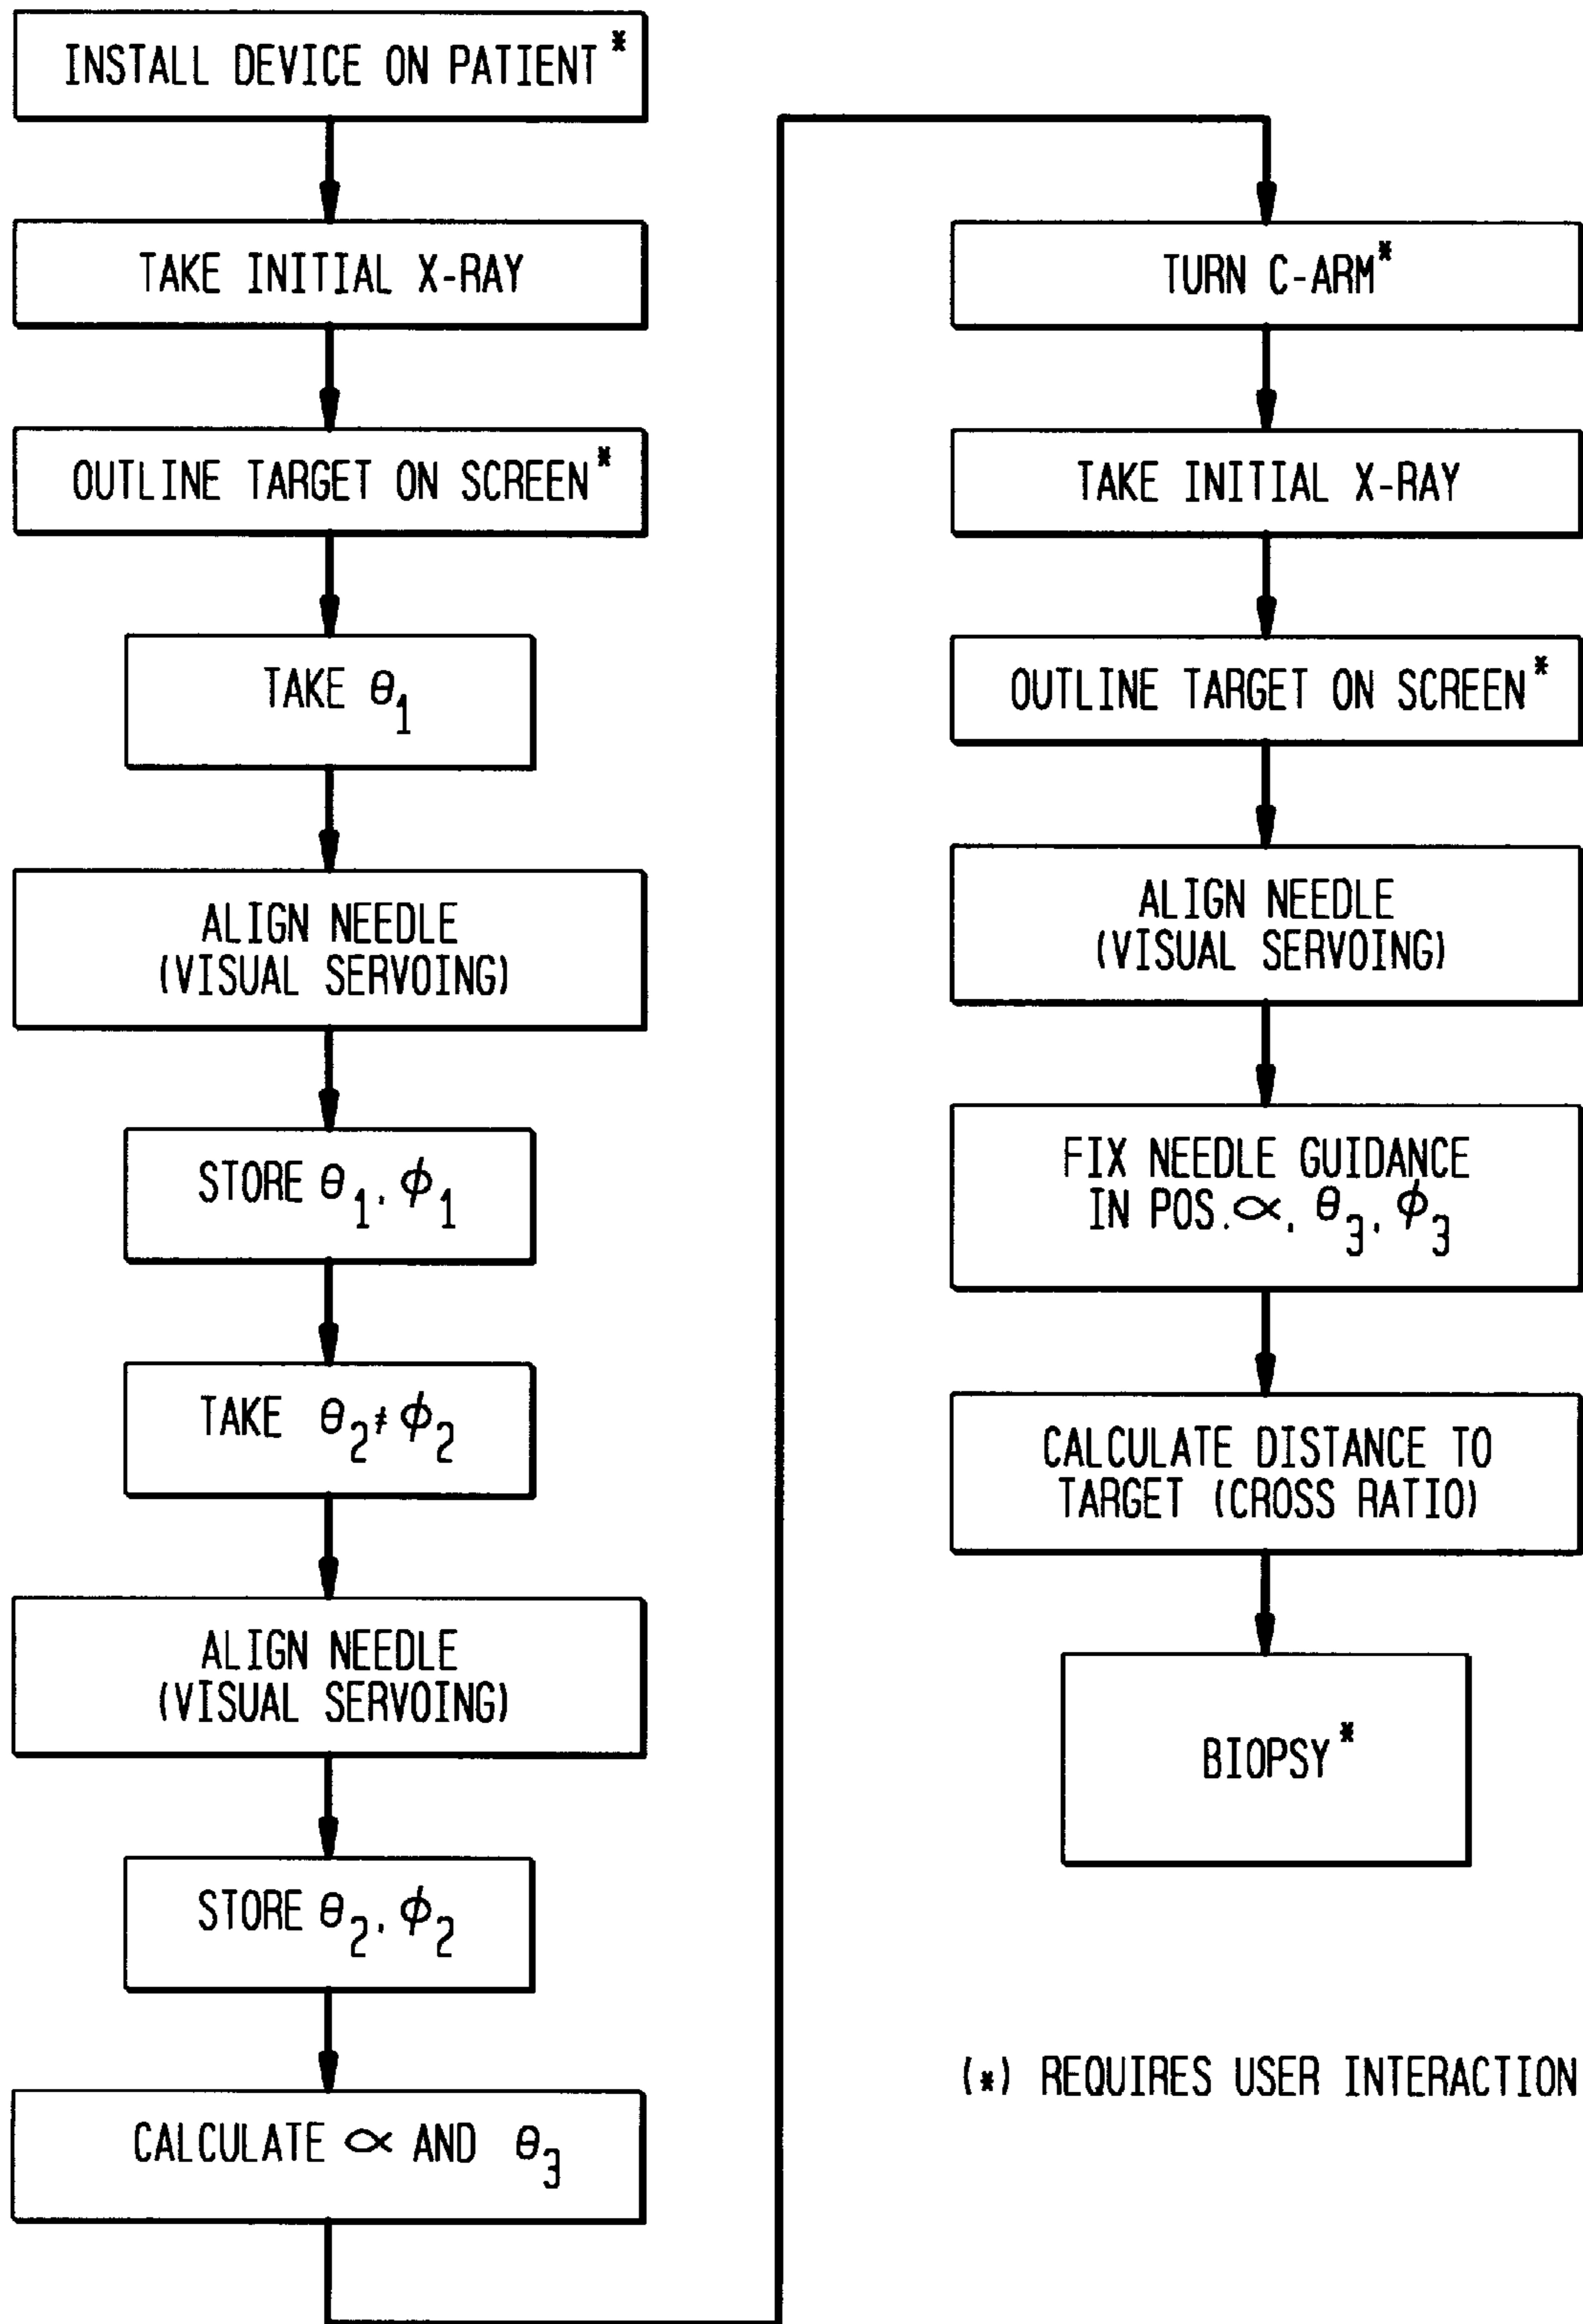 INSTALL DEVICE ON PATIENT*
TAKE INITIAL X-RAY
OUTLINE TARGET ON SCREEN*
TAKE θ1
ALIGN NEEDLE
(VISUAL SERVOING)
STORE θ1, ϕ1
TAKE θ2≠ ϕ2
ALIGN NEEDLE
(VISUAL SERVOING)
STORE θ2, ϕ2
CALCULATE ∝ AND θ3
TURN C-ARM*
TAKE INITIAL X-RAY
OUTLINE TARGET ON SCREEN*
ALIGN NEEDLE
(VISUAL SERVOING)
FIX NEEDLE GUIDANCE
IN POS. ∝, θ3, ϕ3
CALCULATE DISTANCE TO
TARGET (CROSS RATIO)
BIOPSY*
(*) REQUIRES USER INTERACTION